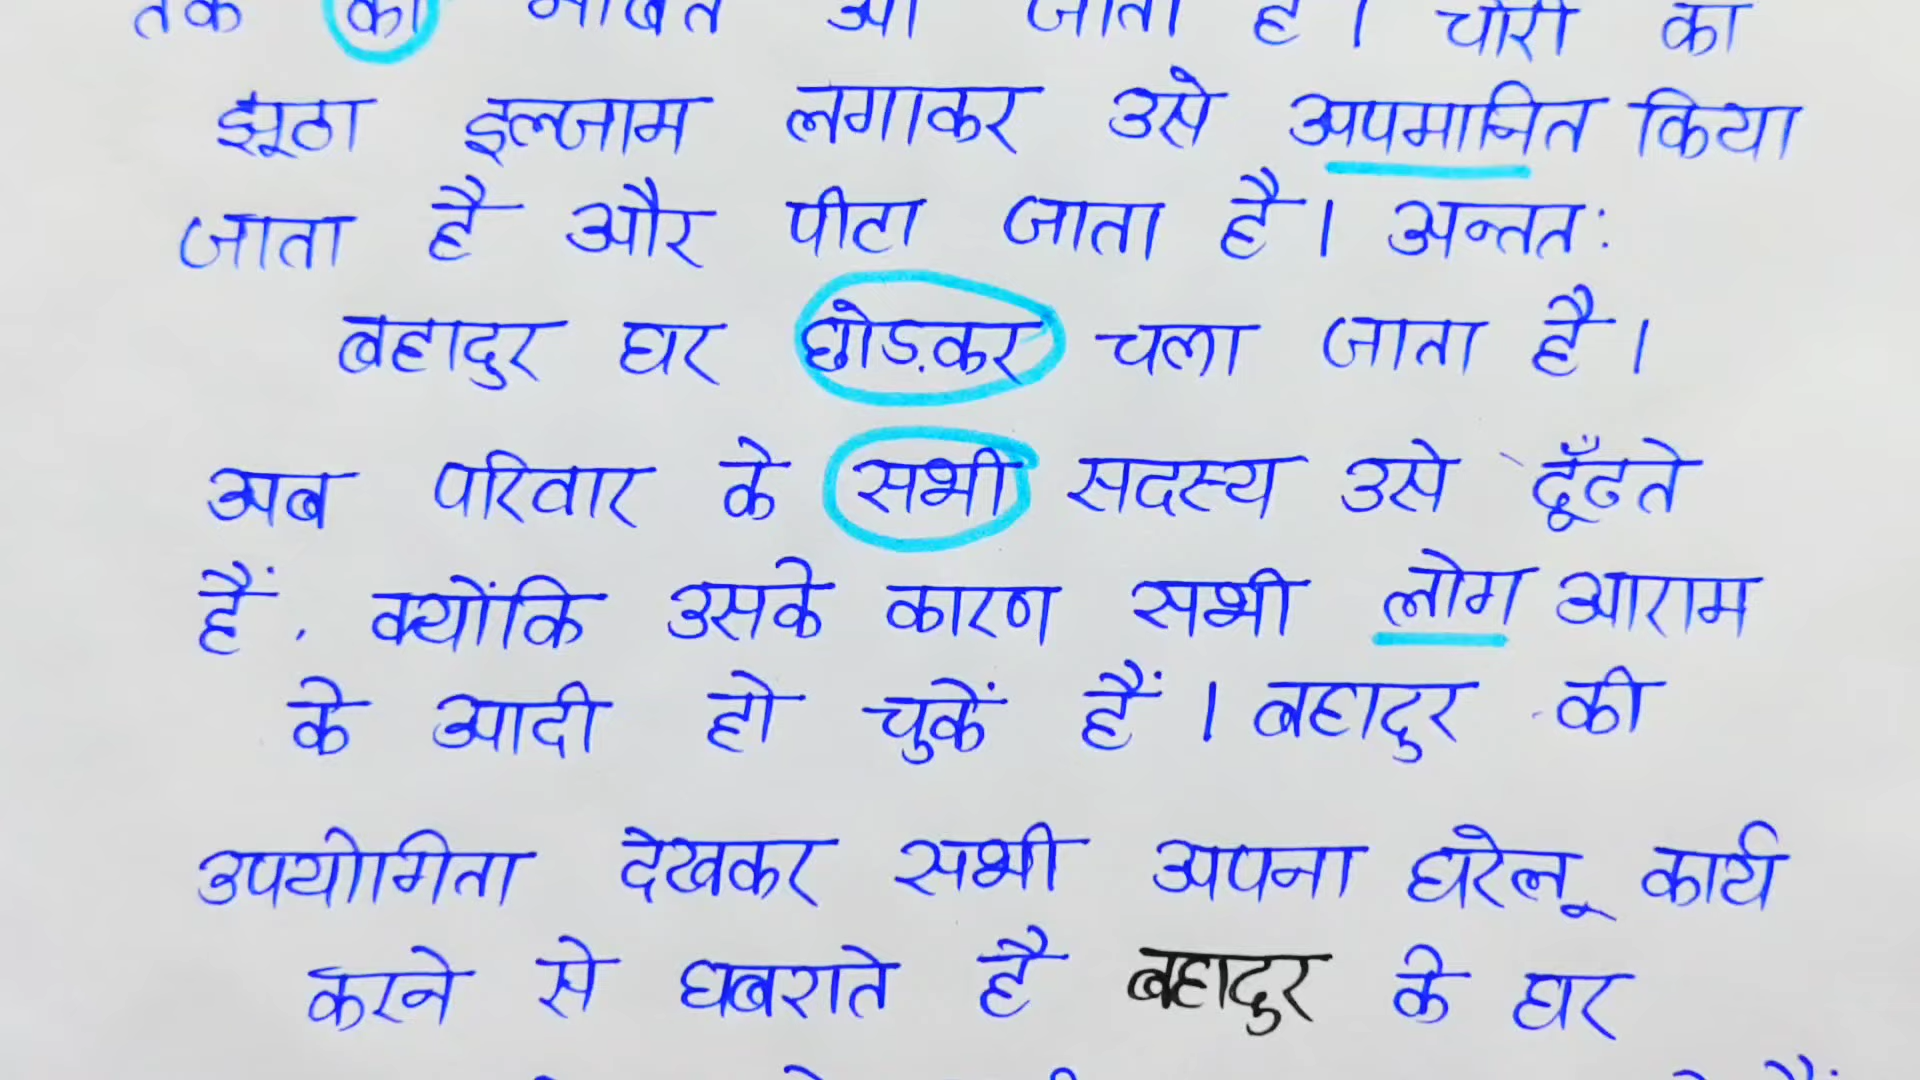 तक की नौबत आ जाती है। चोरी का
झूठा इल्जाम लगाकर उसे अपमानित किया
जाता है और पीटा जाता है। अन्ततः
बहादुर घर छोड़कर चला जाता है।
अब परिवार के सभी सदस्य उसे ढूँढते
हैं, क्योंकि उसके कारण सभी लोग आराम
के आदी हो चुकें हैं। बहादुर की
उपयोगिता देखकर सभी अपना घरेलू कार्य
करने से घबराते है बहादुर के घर